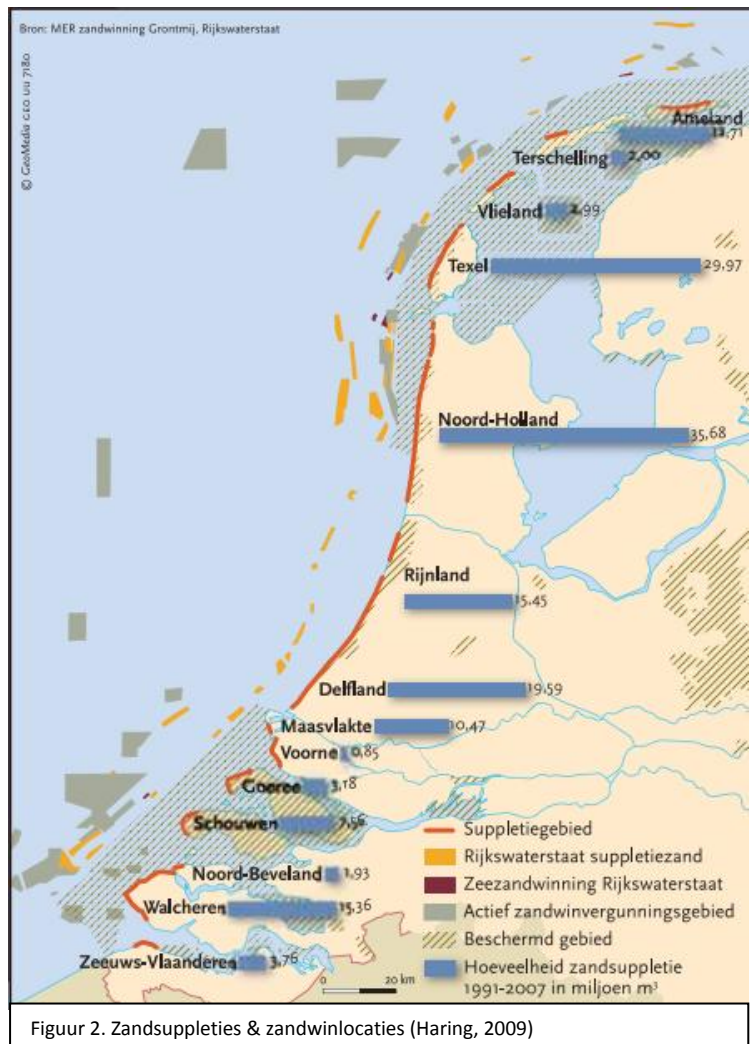 Bron: MER zandwinning Grontmij, Rijkswaterstaat
© GeoMedia c€0 uu 7180
Ameland
13,71
Terschelling 2,00
Vlieland 2,99
Texel 29,97
Noord-Holland
35,68
Rijnland
15,45
Delfland 19,59
Maasvlakte 10,47
Voorne 0,85
Goeree 3,18
Schouwen 7,56
Noord-Beveland 1,93
Walcheren 15,36
Zeeuws-Vlaanderen 3,76
0 20 km
Suppletiegebied
Rijkswaterstaat suppletiezand
Zeezandwinning Rijkswaterstaat
Actief zandwinvergunningsgebied
Beschermd gebied
Hoeveelheid zandsuppletie
1991-2007 in miljoen m³
Figuur 2. Zandsuppleties & zandwinlocaties (Haring, 2009)